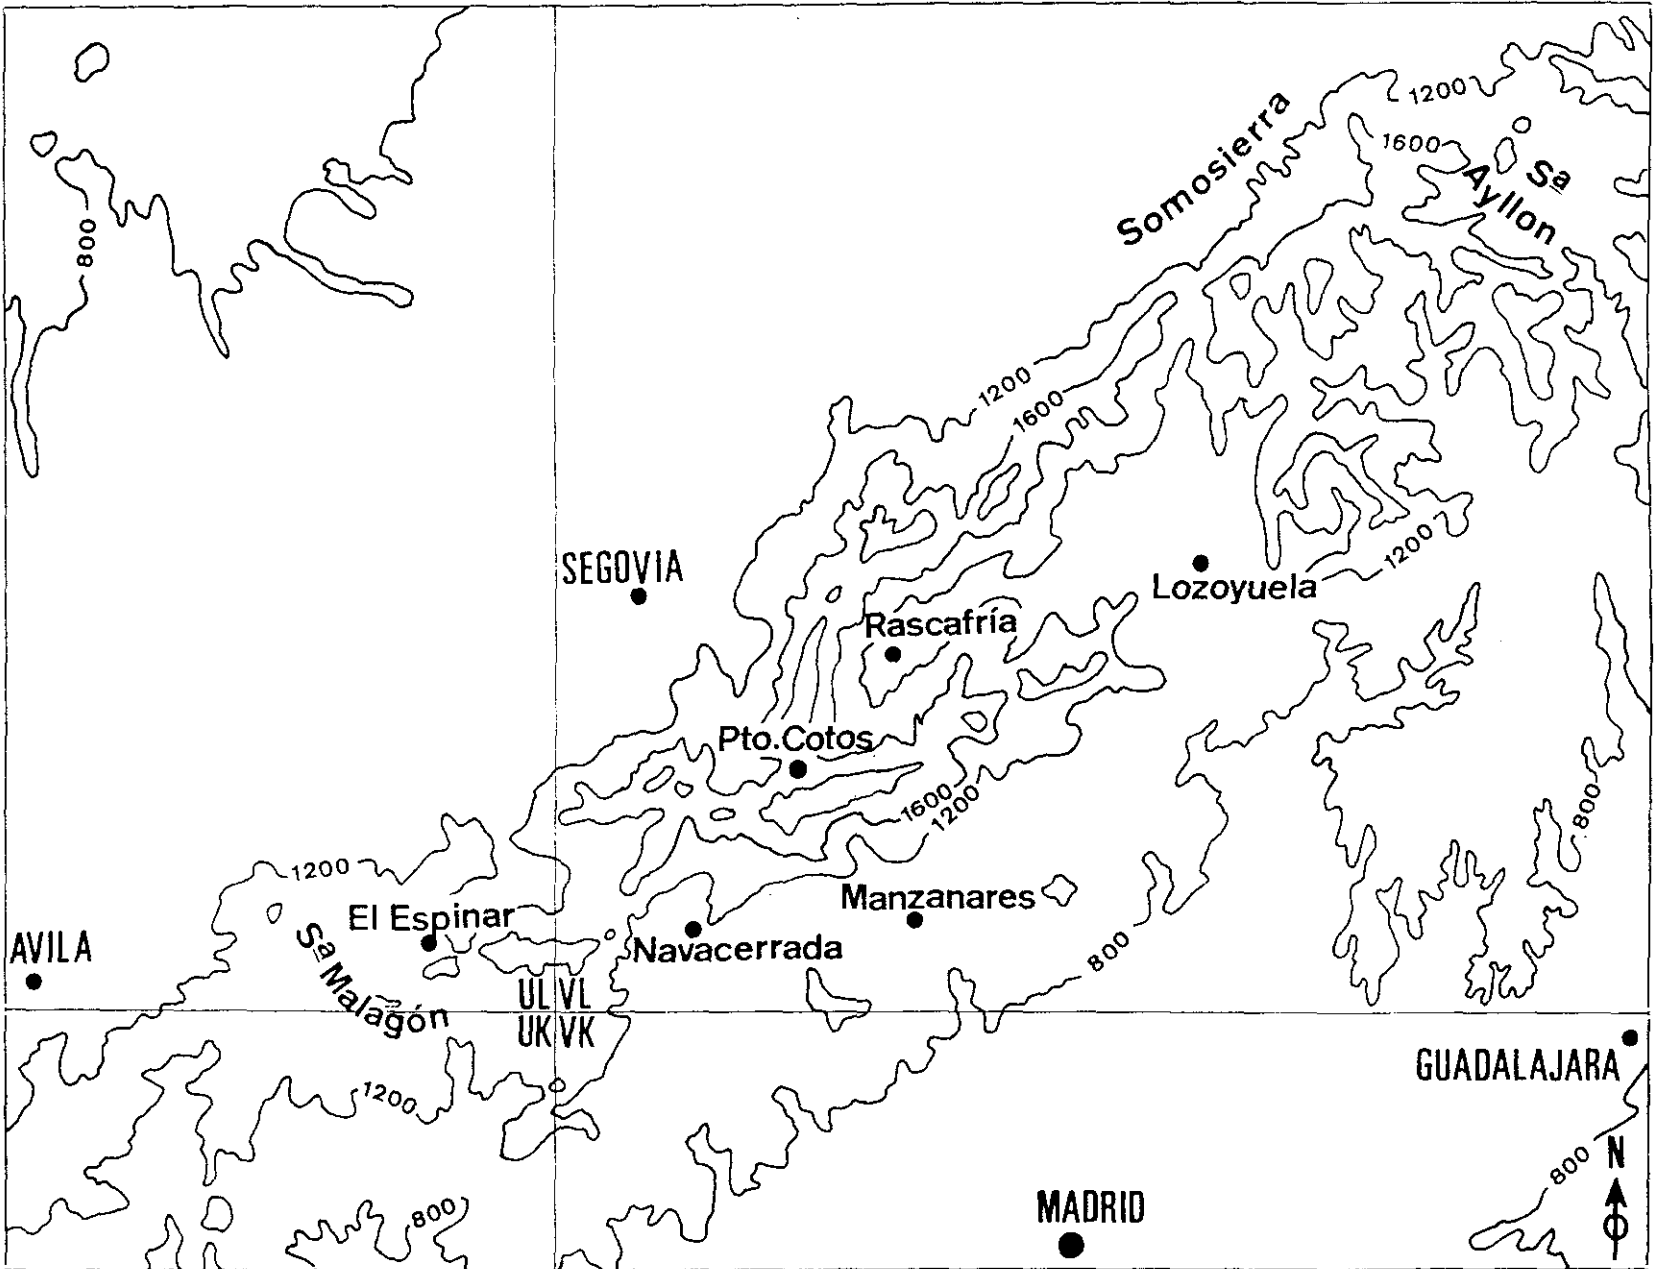 1200
1600
Somosierra
Sª
Ayllon
800
1200
1600
SEGOVIA
Lozoyuela
1200
Rascafría
Pto.Cotos
1600
1200
800
1200
El Espinar
Manzanares
AVILA
Sª Malagón
Navacerrada
800
UL VL
UK VK
GUADALAJARA
1200
N
800
800
MADRID